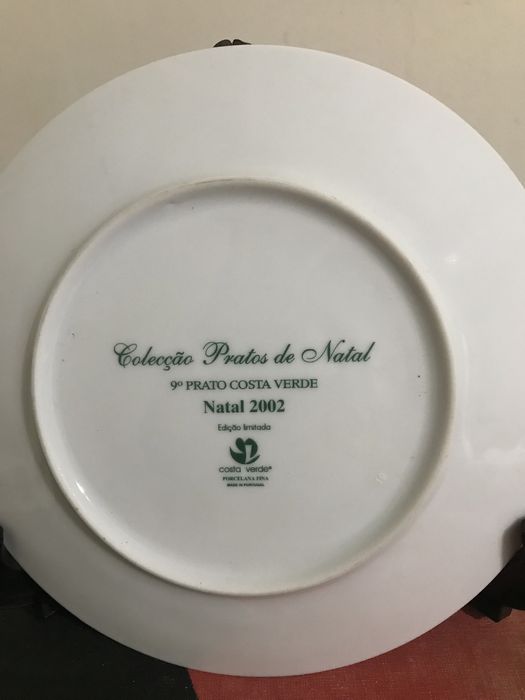 Colecção Pratos de Natal
9º PRATO COSTA VERDE
Natal 2002
Edição limitada
costa verde®
PORCELANA FINA
MADE IN PORTUGAL